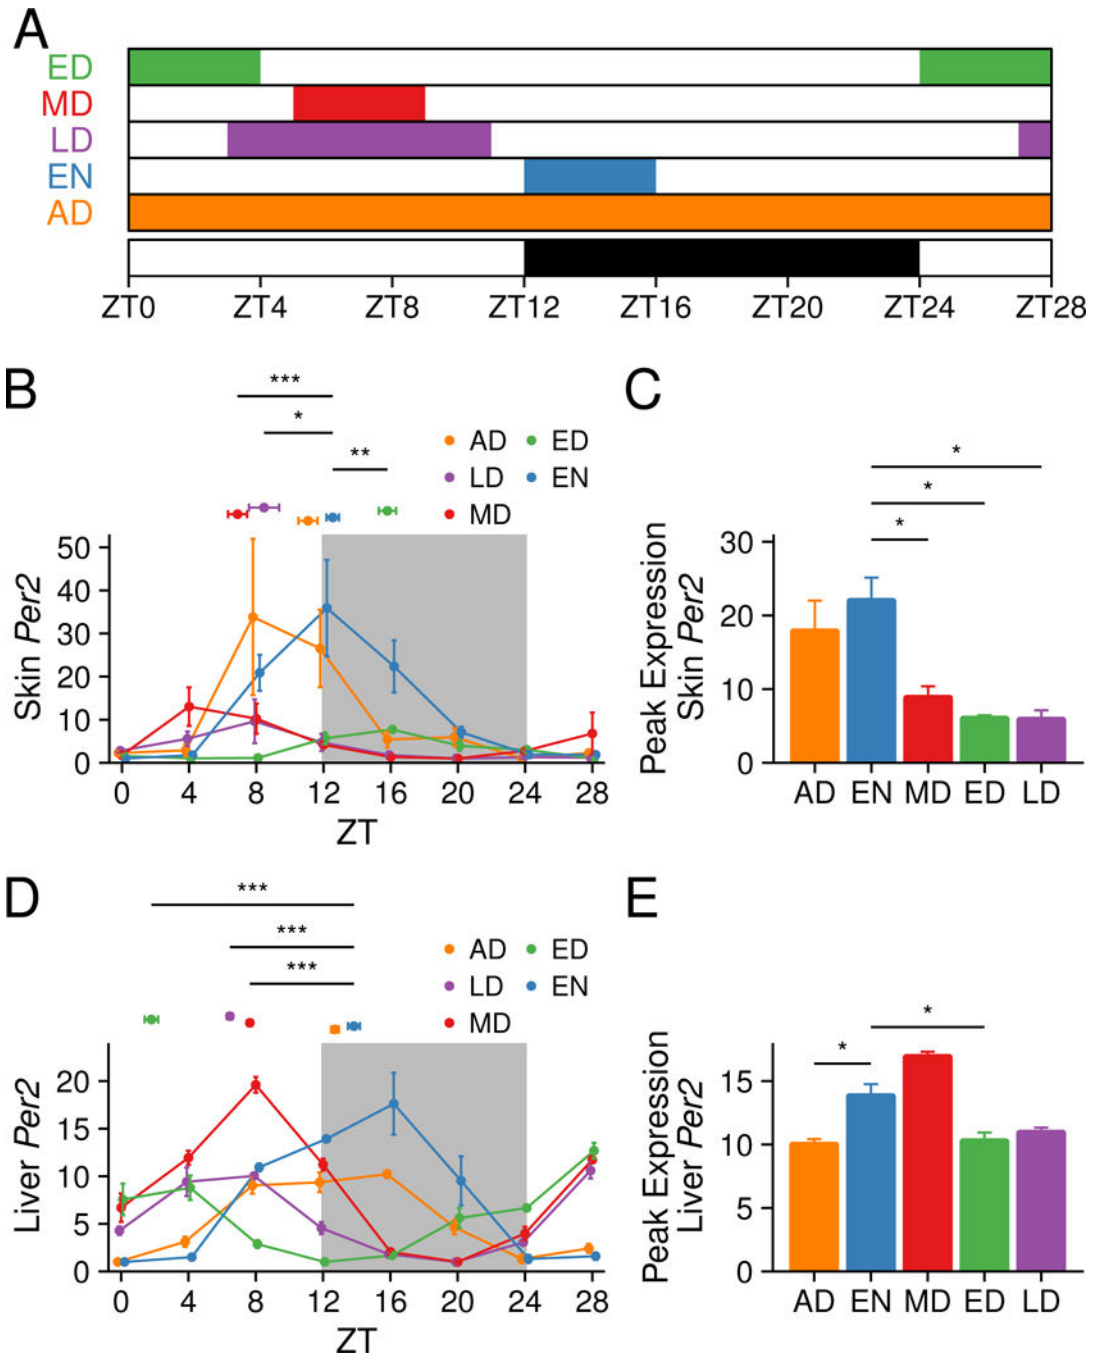 A
ED
MD
LD
EN
AD
ZT0 ZT4 ZT8 ZT12 ZT16 ZT20 ZT24 ZT28
B
***
*
**
AD ED
LD EN
MD
Skin Per2
50
40
30
20
10
0
0 4 8 12 16 20 24 28
ZT
C
*
*
*
Peak Expression
Skin Per2
30
20
10
0
AD EN MD ED LD
D
***
***
***
AD ED
LD EN
MD
Liver Per2
20
15
10
5
0
0 4 8 12 16 20 24 28
ZT
E
*
*
Peak Expression
Liver Per2
15
10
5
0
AD EN MD ED LD